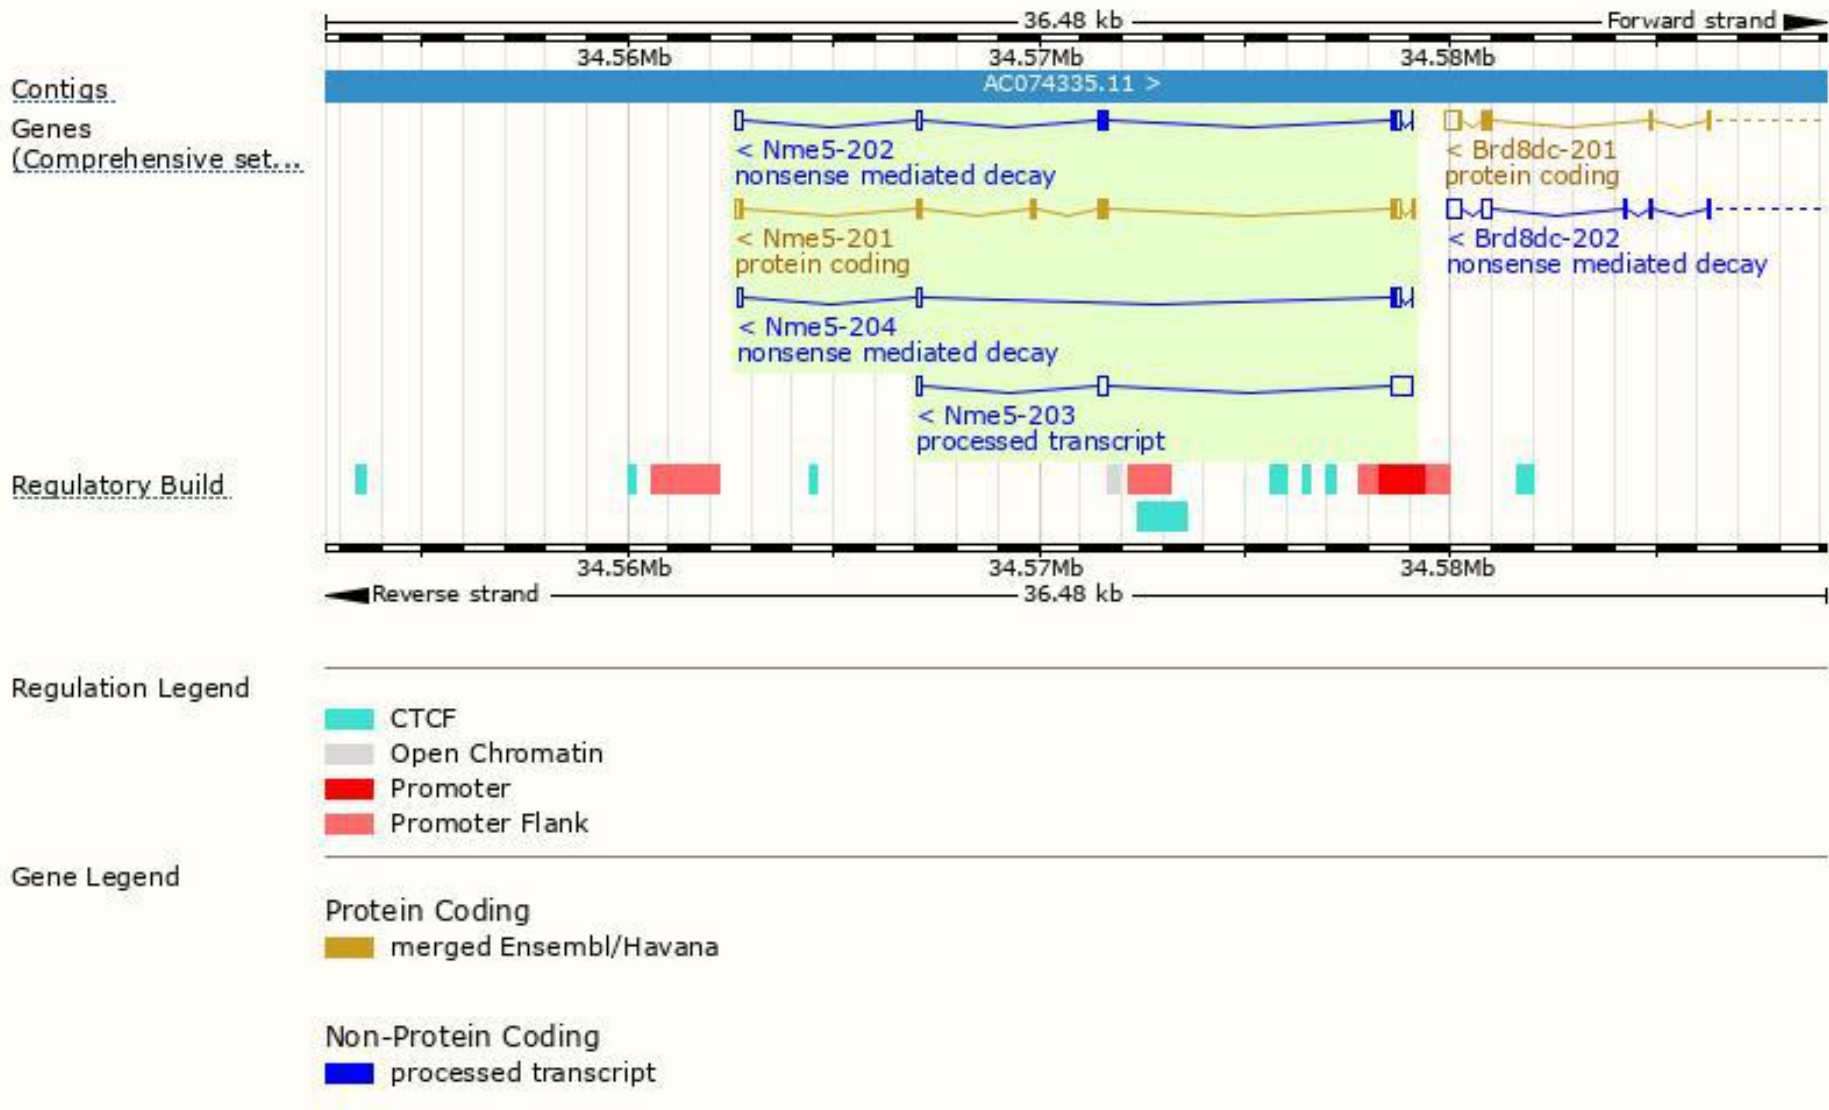 36.48 kb Forward strand
34.56Mb 34.57Mb 34.58Mb
Contigs AC074335.11 >
Genes
(Comprehensive set...
< Nme5-202 < Brd8dc-201
nonsense mediated decay protein coding
< Nme5-201 < Brd8dc-202
protein coding nonsense mediated decay
< Nme5-204
nonsense mediated decay
< Nme5-203
processed transcript
Regulatory Build
34.56Mb 34.57Mb 34.58Mb
Reverse strand 36.48 kb
Regulation Legend
CTCF
Open Chromatin
Promoter
Promoter Flank
Gene Legend
Protein Coding
merged Ensembl/Havana
Non-Protein Coding
processed transcript